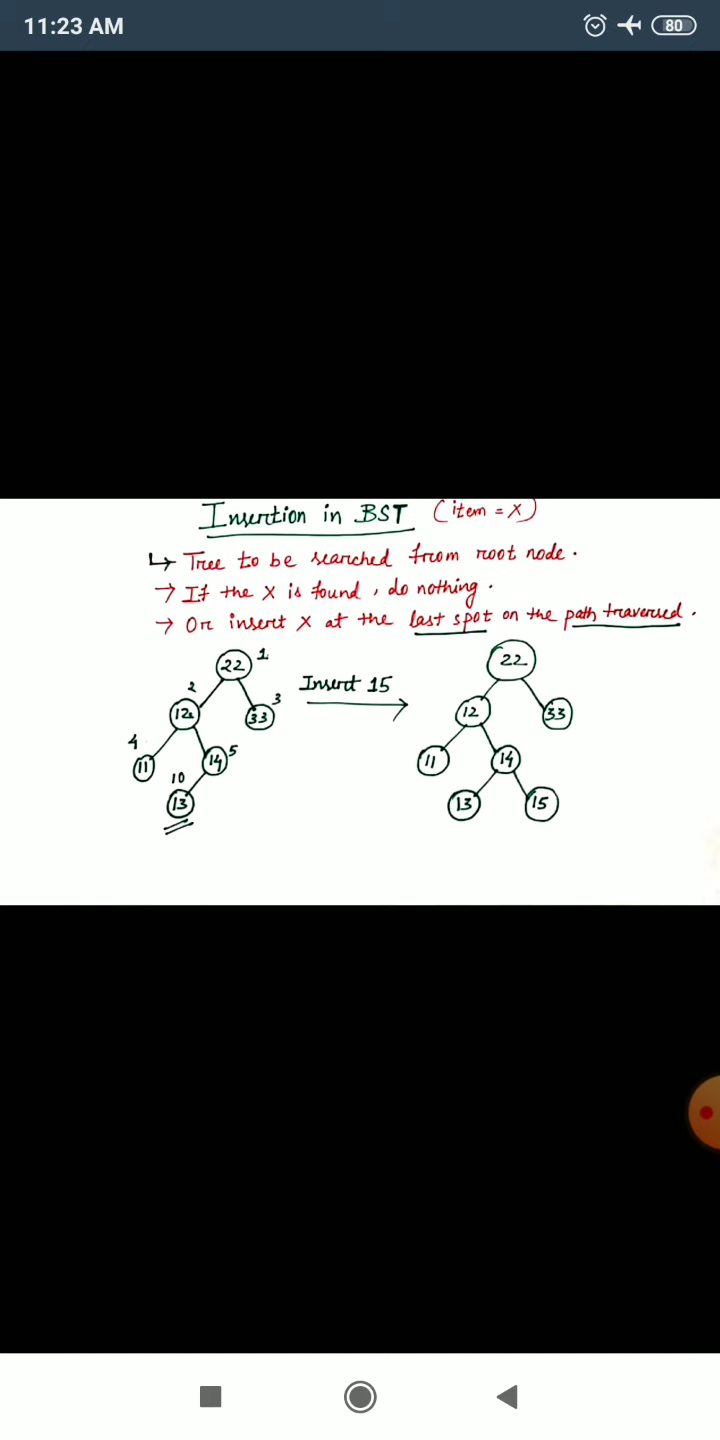 11:23 AM
80
Insertion in BST (item = X)
↳ Tree to be searched from root node.
→ If the X is found, do nothing.
→ Or insert X at the last spot on the path traversed.
22 1
2
12
33 3
4
11
14 5
10
13
Insert 15
22
12
33
11
14
13
15